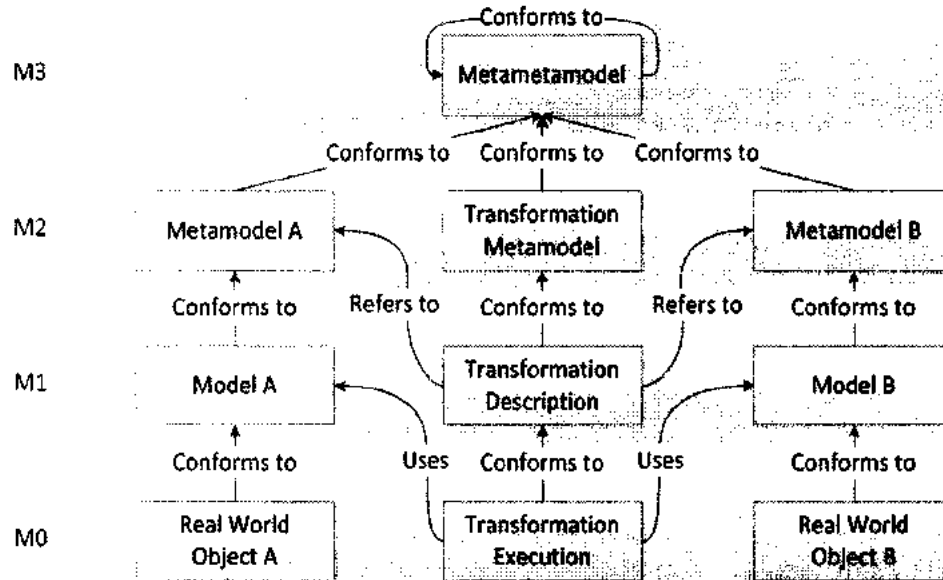 Conforms to
M3
Metametamodel
Conforms to
Conforms to
Conforms to
M2
Metamodel A
Transformation
Metamodel
Metamodel B
Conforms to
Refers to
Conforms to
Refers to
Conforms to
M1
Model A
Transformation
Description
Model B
Conforms to
Uses
Conforms to
Uses
Conforms to
M0
Real World
Object A
Transformation
Execution
Real World
Object B